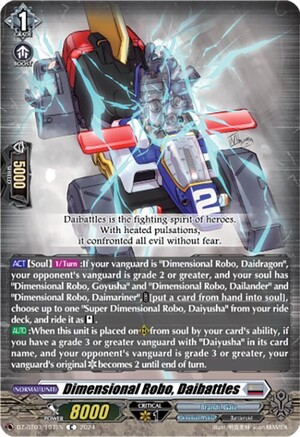 1
GRADE
BOOST
5000
SHIELD
2
Daibattles is the fighting spirit of heroes.
With heated pulsations,
it confronted all evil without fear.
ACT【Soul】1/Turn:If your vanguard is "Dimensional Robo, Daidragon",
your opponent's vanguard is grade 2 or greater, and your soul has
"Dimensional Robo, Goyusha" and "Dimensional Robo, Dailander" and
"Dimensional Robo, Daimariner", [put a card from hand into soul],
choose up to one "Super Dimensional Robo, Daiyusha" from your ride
deck, and ride it as
AUTO:When this unit is placed on from soul by your card's ability, if
you have a grade 3 or greater vanguard with "Daiyusha" in its card
name, and your opponent's vanguard is grade 3 or greater, your
vanguard's original becomes 2 until end of turn.
NORMAL UNIT
Dimensional Robo, Daibattles
POWER
8000
CRITICAL
1
Brandt Gate
Battleroid
2024